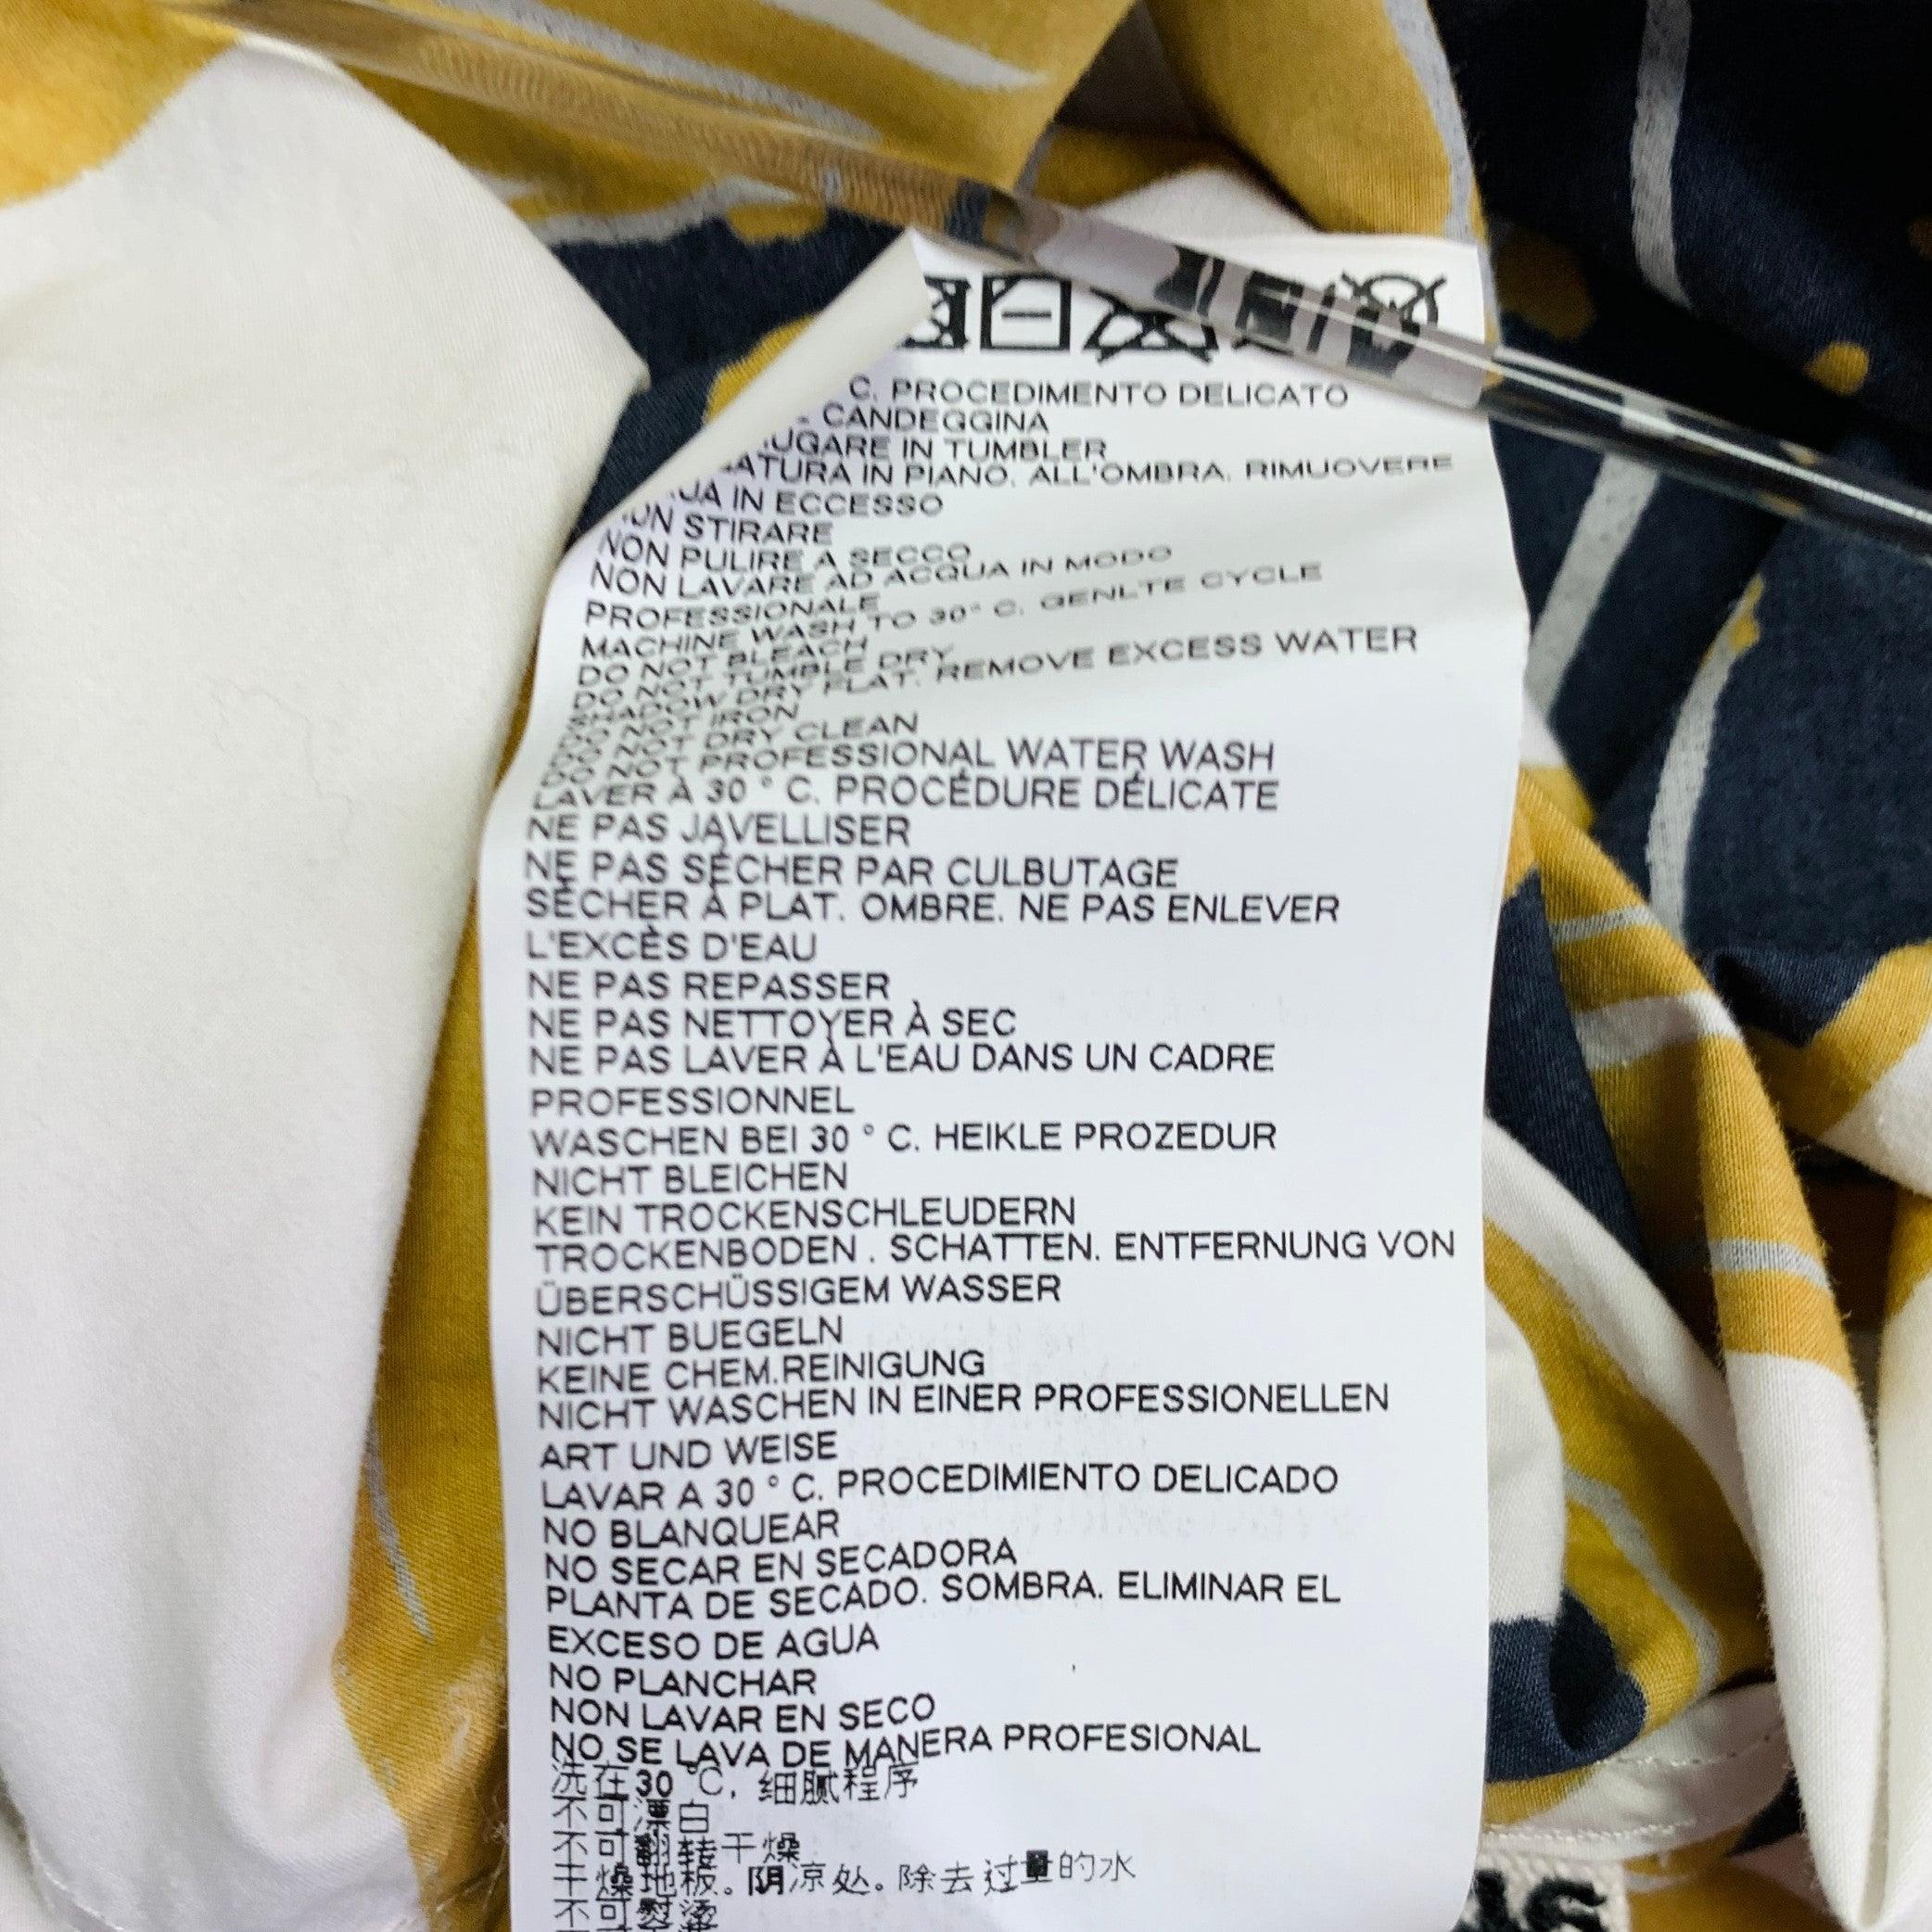 C. PROCEDIMENTO DELICATO
CANDEGGINA
IN TUMBLER
IN PIANO. ALL'OMBRA. RIMUOVERE
IN ECCESSO
STIRARE
NON PULIRE A SECCO
NON LAVARE AD ACQUA IN MODO
PROFESSIONALE
MACHINE WASH TO 30° C. GENLTE CYCLE
DO NOT BLEACH
DO NOT TUMBLE DRY
SHADOW DRY FLAT. REMOVE EXCESS WATER
DO NOT IRON
DO NOT DRY CLEAN
DO NOT PROFESSIONAL WATER WASH
LAVER À 30 ° C. PROCÉDURE DÉLICATE
NE PAS JAVELLISER
NE PAS SÉCHER PAR CULBUTAGE
SÉCHER À PLAT. OMBRE. NE PAS ENLEVER
L'EXCÈS D'EAU
NE PAS REPASSER
NE PAS NETTOYER À SEC
NE PAS LAVER À L'EAU DANS UN CADRE
PROFESSIONNEL
WASCHEN BEI 30 ° C. HEIKLE PROZEDUR
NICHT BLEICHEN
KEIN TROCKENSCHLEUDERN
TROCKENBODEN . SCHATTEN. ENTFERNUNG VON
ÜBERSCHÜSSIGEM WASSER
NICHT BUEGELN
KEINE CHEM.REINIGUNG
NICHT WASCHEN IN EINER PROFESSIONELLEN
ART UND WEISE
LAVAR A 30 ° C. PROCEDIMIENTO DELICADO
NO BLANQUEAR
NO SECAR EN SECADORA
PLANTA DE SECADO. SOMBRA. ELIMINAR EL
EXCESO DE AGUA
NO PLANCHAR
NON LAVAR EN SECO
NO SE LAVA DE MANERA PROFESIONAL
洗在30 °C, 细腻程序
不可漂白
不可翻转干燥
干燥地板。阴凉处。除去过量的水
不可熨烫